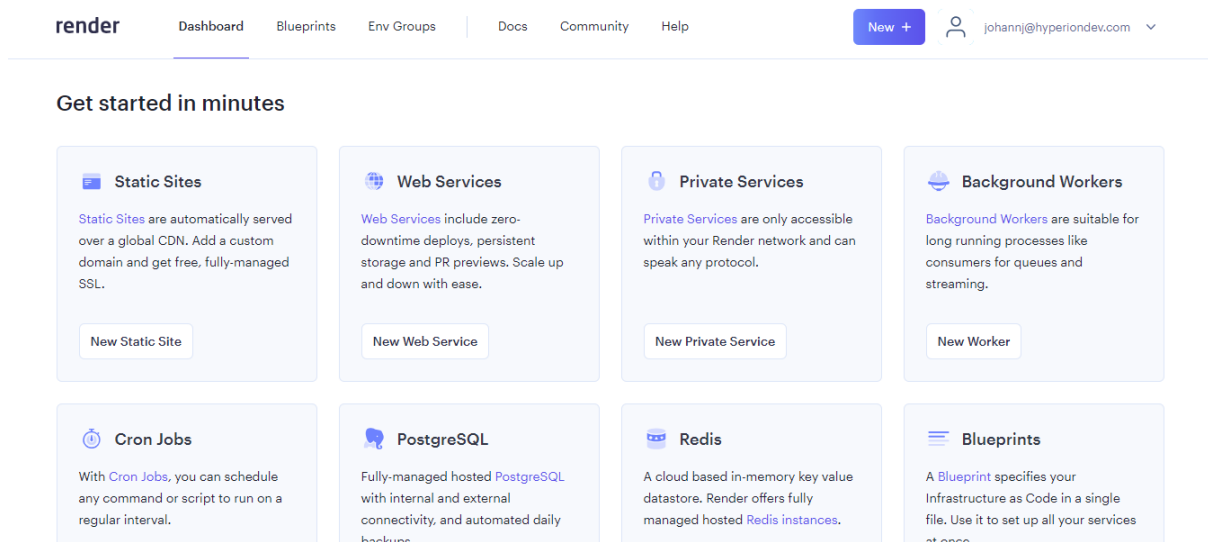 render Dashboard Blueprints Env Groups Docs Community Help New + johannj@hyperiondev.com
Get started in minutes
Static Sites
Static Sites are automatically served
over a global CDN. Add a custom
domain and get free, fully-managed
SSL.
New Static Site
Web Services
Web Services include zero-
downtime deploys, persistent
storage and PR previews. Scale up
and down with ease.
New Web Service
Private Services
Private Services are only accessible
within your Render network and can
speak any protocol.
New Private Service
Background Workers
Background Workers are suitable for
long running processes like
consumers for queues and
streaming.
New Worker
Cron Jobs
With Cron Jobs, you can schedule
any command or script to run on a
regular interval.
PostgreSQL
Fully-managed hosted PostgreSQL
with internal and external
connectivity, and automated daily
backups.
Redis
A cloud based in-memory key value
datastore. Render offers fully
managed hosted Redis instances.
Blueprints
A Blueprint specifies your
Infrastructure as Code in a single
file. Use it to set up all your services
at once.